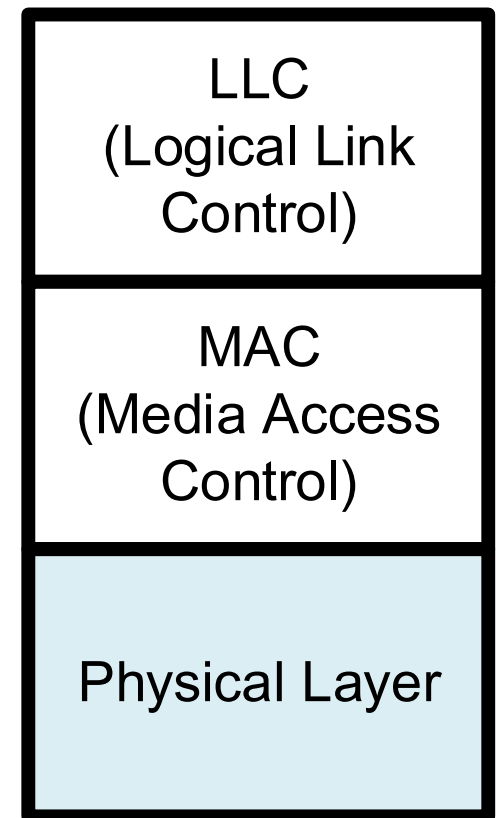 LLC
(Logical Link
Control)
MAC
(Media Access
Control)
Physical Layer